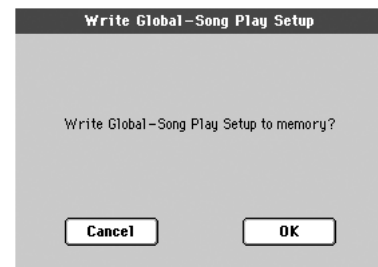 Write Global-Song Play Setup
Write Global-Song Play Setup to memory?
Cancel
OK